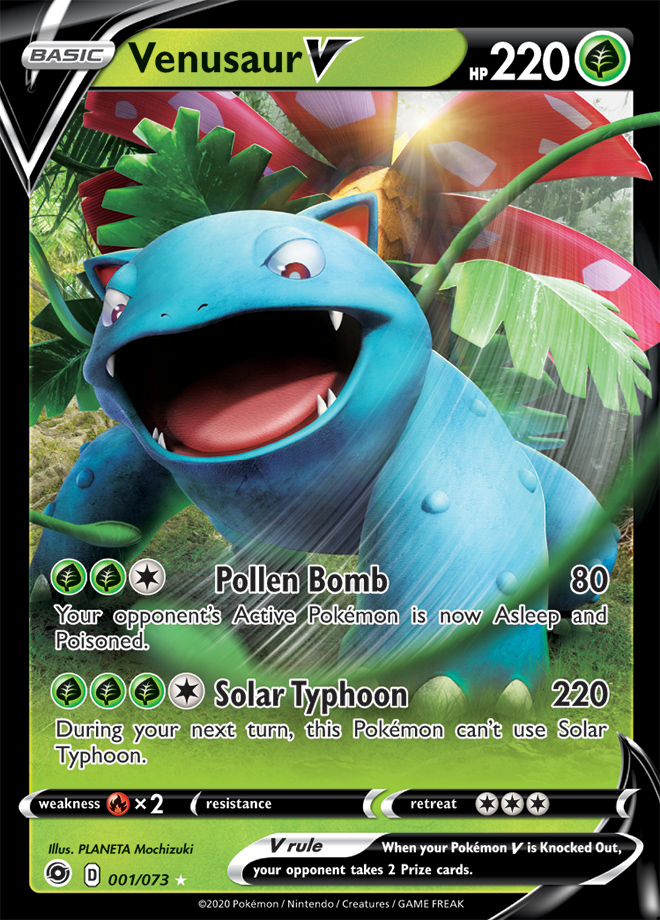 BASIC Venusaur V HP 220
Pollen Bomb 80
Your opponent's Active Pokémon is now Asleep and
Poisoned.
Solar Typhoon 220
During your next turn, this Pokémon can't use Solar
Typhoon.
weakness ×2 resistance retreat
Illus. PLANETA Mochizuki
V rule When your Pokémon V is Knocked Out,
your opponent takes 2 Prize cards.
D 001/073 ★
©2020 Pokémon / Nintendo / Creatures / GAME FREAK